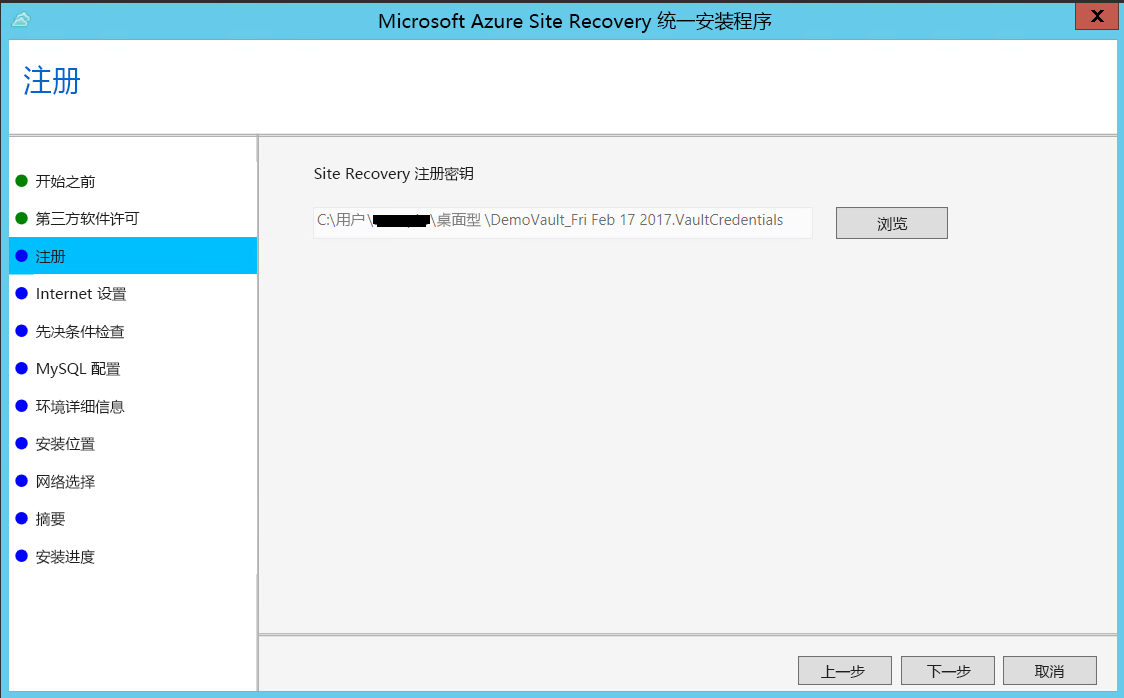 Microsoft Azure Site Recovery 统一安装程序
X
注册
开始之前
第三方软件许可
注册
Internet 设置
先决条件检查
MySQL 配置
环境详细信息
安装位置
网络选择
摘要
安装进度
Site Recovery 注册密钥
C:\用户\ \桌面型 \DemoVault_Fri Feb 17 2017.VaultCredentials
浏览
上一步
下一步
取消